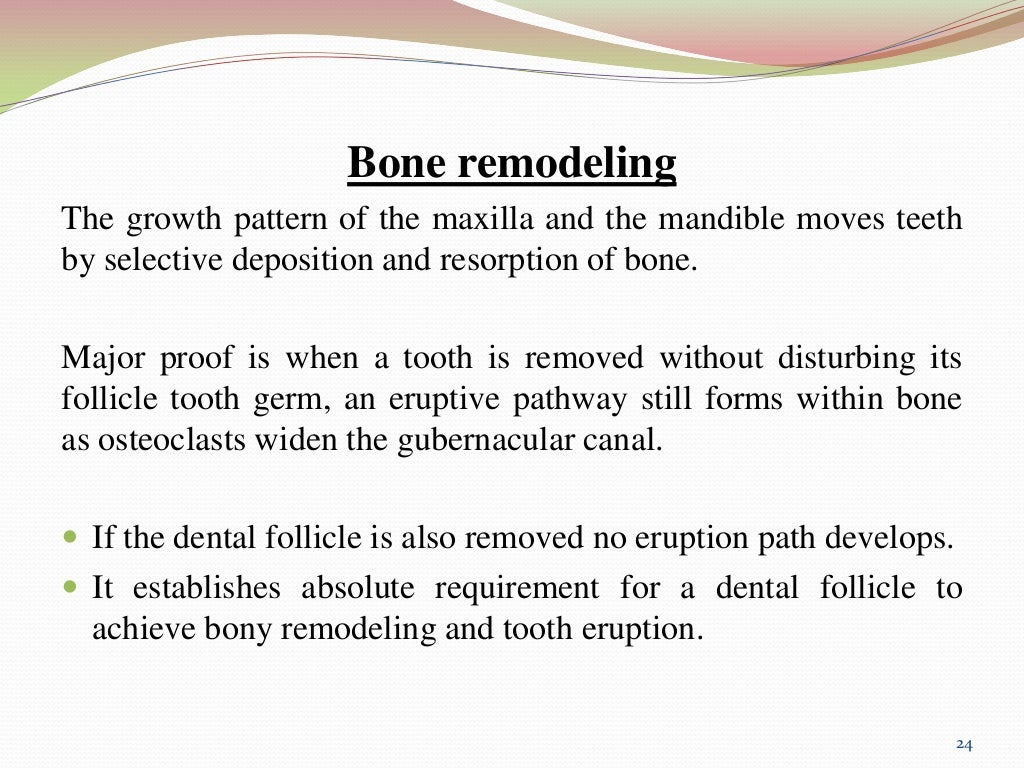 Bone remodeling
The growth pattern of the maxilla and the mandible moves teeth
by selective deposition and resorption of bone.
Major proof is when a tooth is removed without disturbing its
follicle tooth germ, an eruptive pathway still forms within bone
as osteoclasts widen the gubernacular canal.
• If the dental follicle is also removed no eruption path develops.
• It establishes absolute requirement for a dental follicle to
achieve bony remodeling and tooth eruption.
24